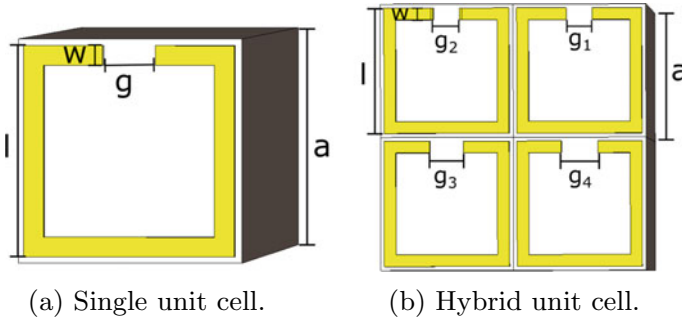 w
g
l
a
w
g2
g1
l
a
g3
g4
(a) Single unit cell.
(b) Hybrid unit cell.